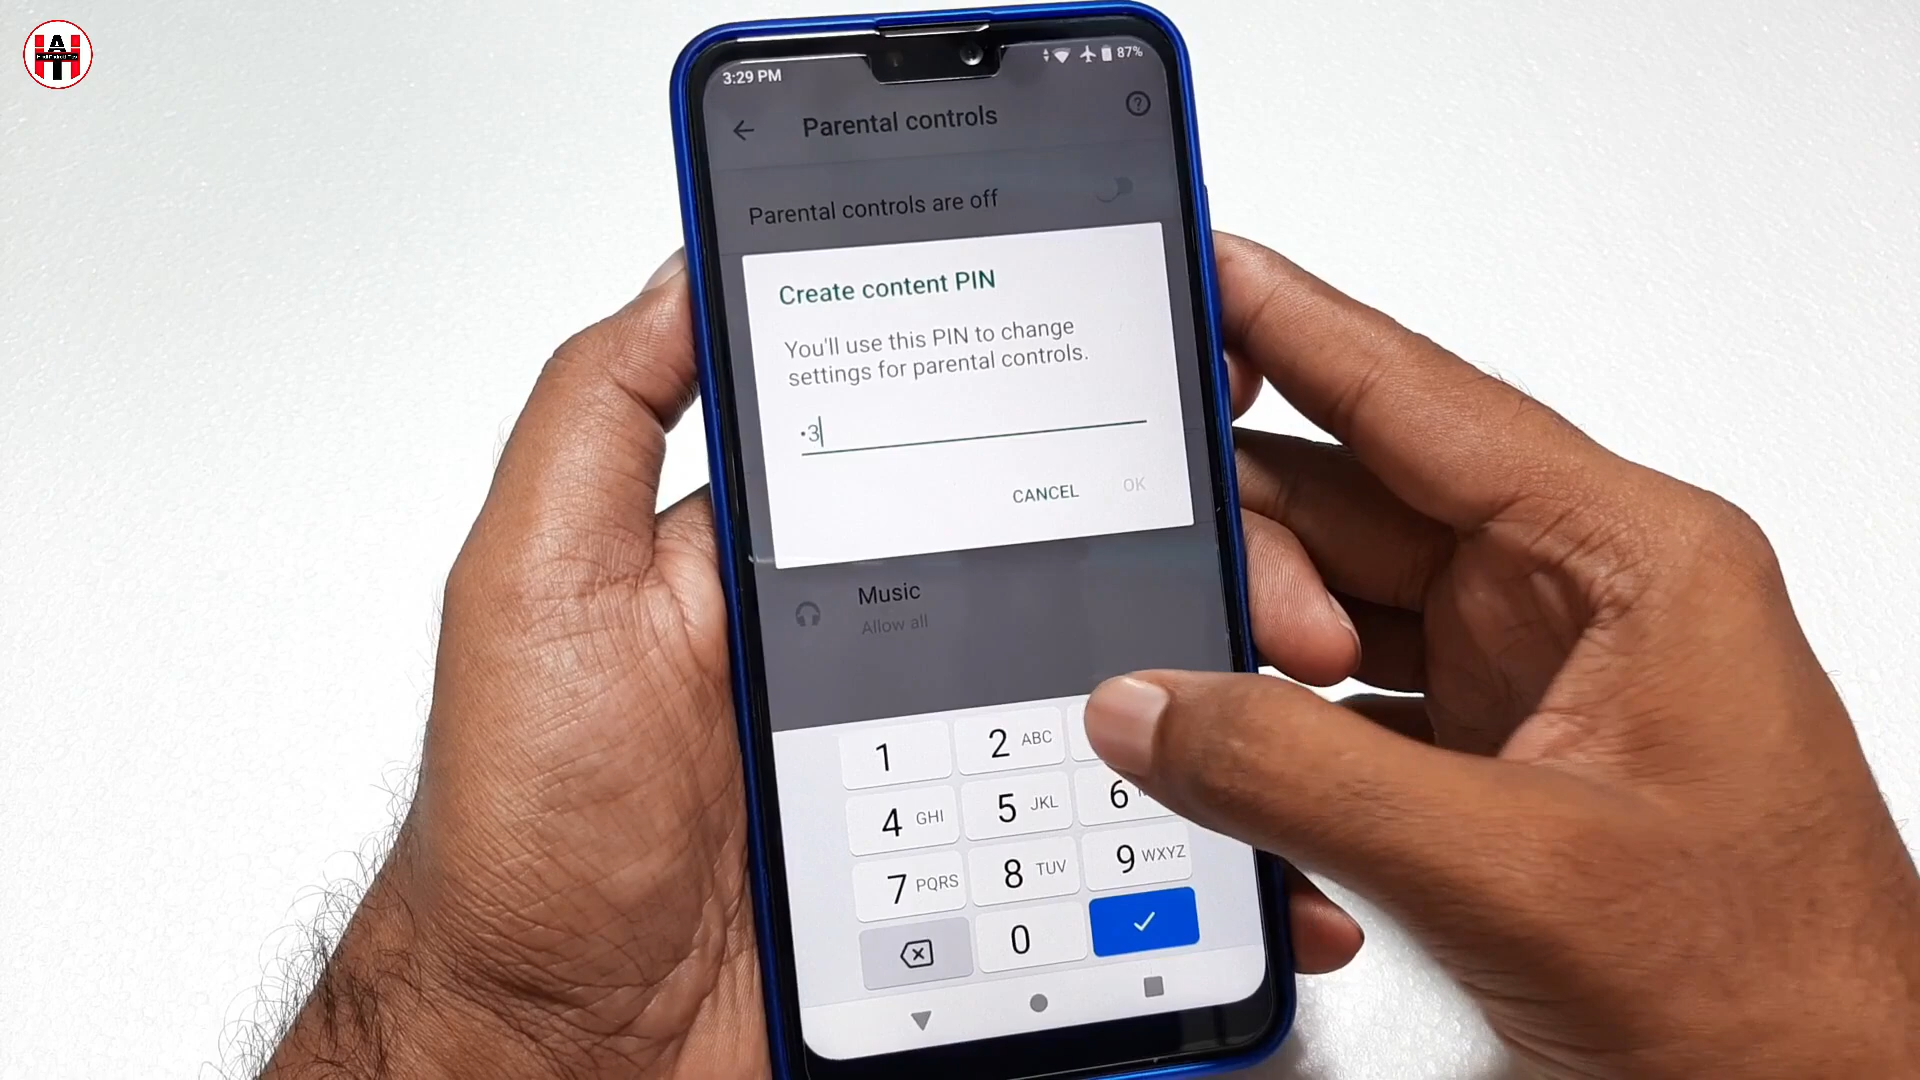 3:29 PM
87%
Parental controls
Parental controls are off
Create content PIN
You'll use this PIN to change
settings for parental controls.
•3
CANCEL OK
Music
Allow all
1 2 ABC
4 GHI 5 JKL 6
7 PQRS 8 TUV 9 WXYZ
0